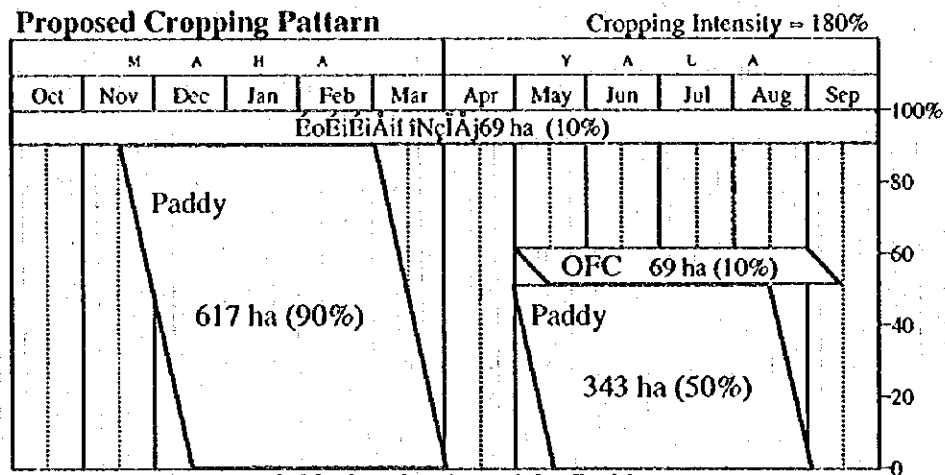 Proposed Cropping Pattarn
Cropping Intensity = 180%
M A H A
Y A L A
Oct Nov Dec Jan Feb Mar Apr May Jun Jul Aug Sep
100%
69 ha (10%)
80
Paddy
60
OFC 69 ha (10%)
617 ha (90%)
Paddy
40
343 ha (50%)
20
0